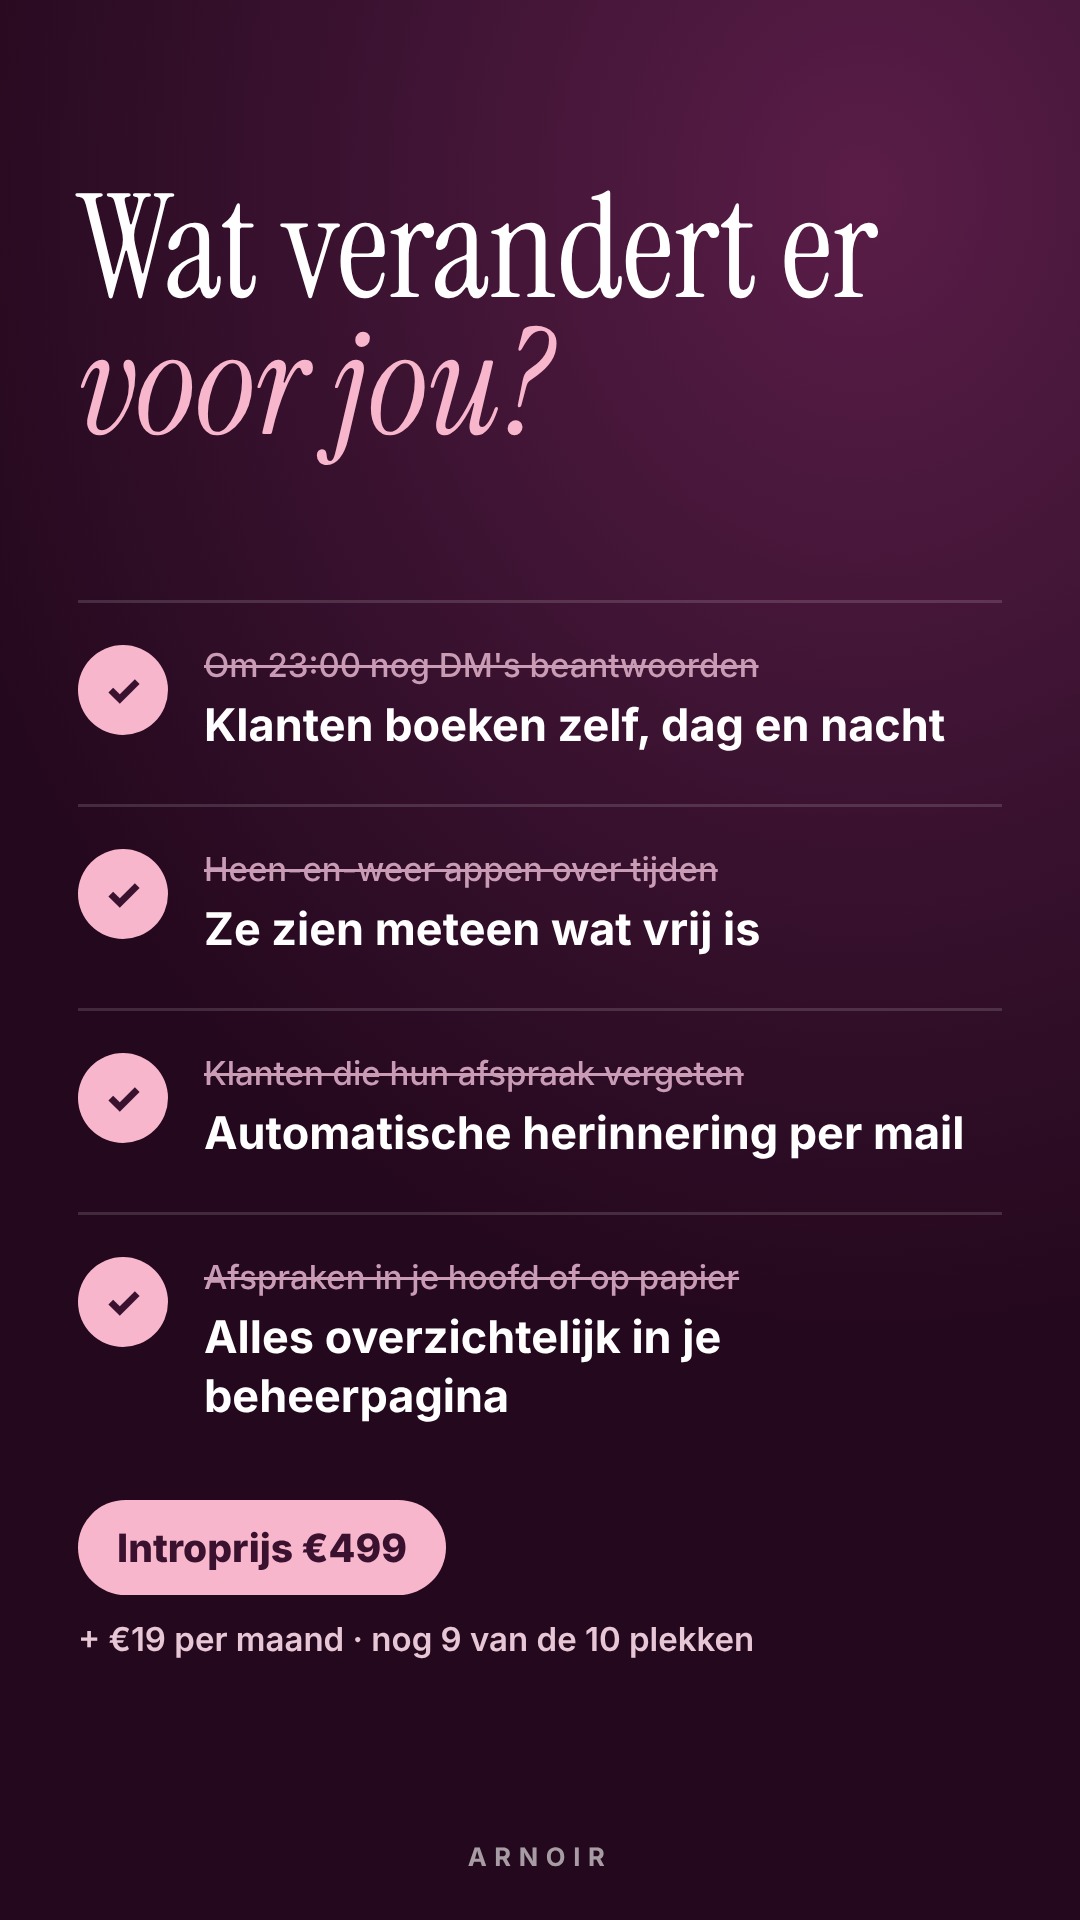 Wat verandert er
voor jou?
Om 23:00 nog DM's beantwoorden
Klanten boeken zelf, dag en nacht
Heen-en-weer appen over tijden
Ze zien meteen wat vrij is
Klanten die hun afspraak vergeten
Automatische herinnering per mail
Afspraken in je hoofd of op papier
Alles overzichtelijk in je
beheerpagina
Introprijs €499
+ €19 per maand · nog 9 van de 10 plekken
ARNOIR